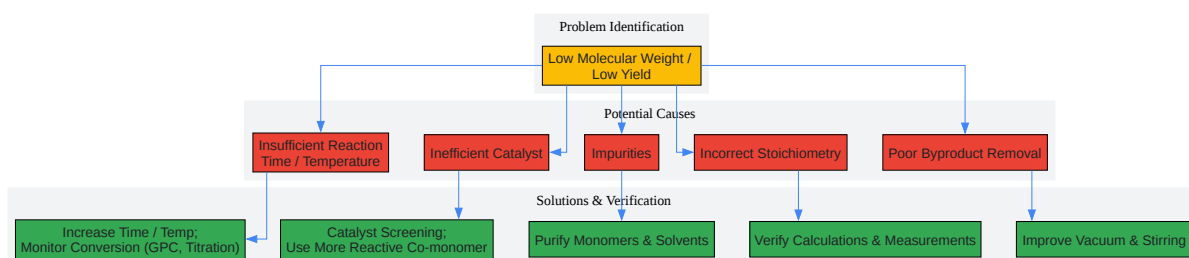 Problem Identification
Low Molecular Weight /
Low Yield
Potential Causes
Insufficient Reaction
Time / Temperature
Inefficient Catalyst
Impurities
Incorrect Stoichiometry
Poor Byproduct Removal
Solutions & Verification
Increase Time / Temp;
Monitor Conversion (GPC, Titration)
Catalyst Screening;
Use More Reactive Co-monomer
Purify Monomers & Solvents
Verify Calculations & Measurements
Improve Vacuum & Stirring